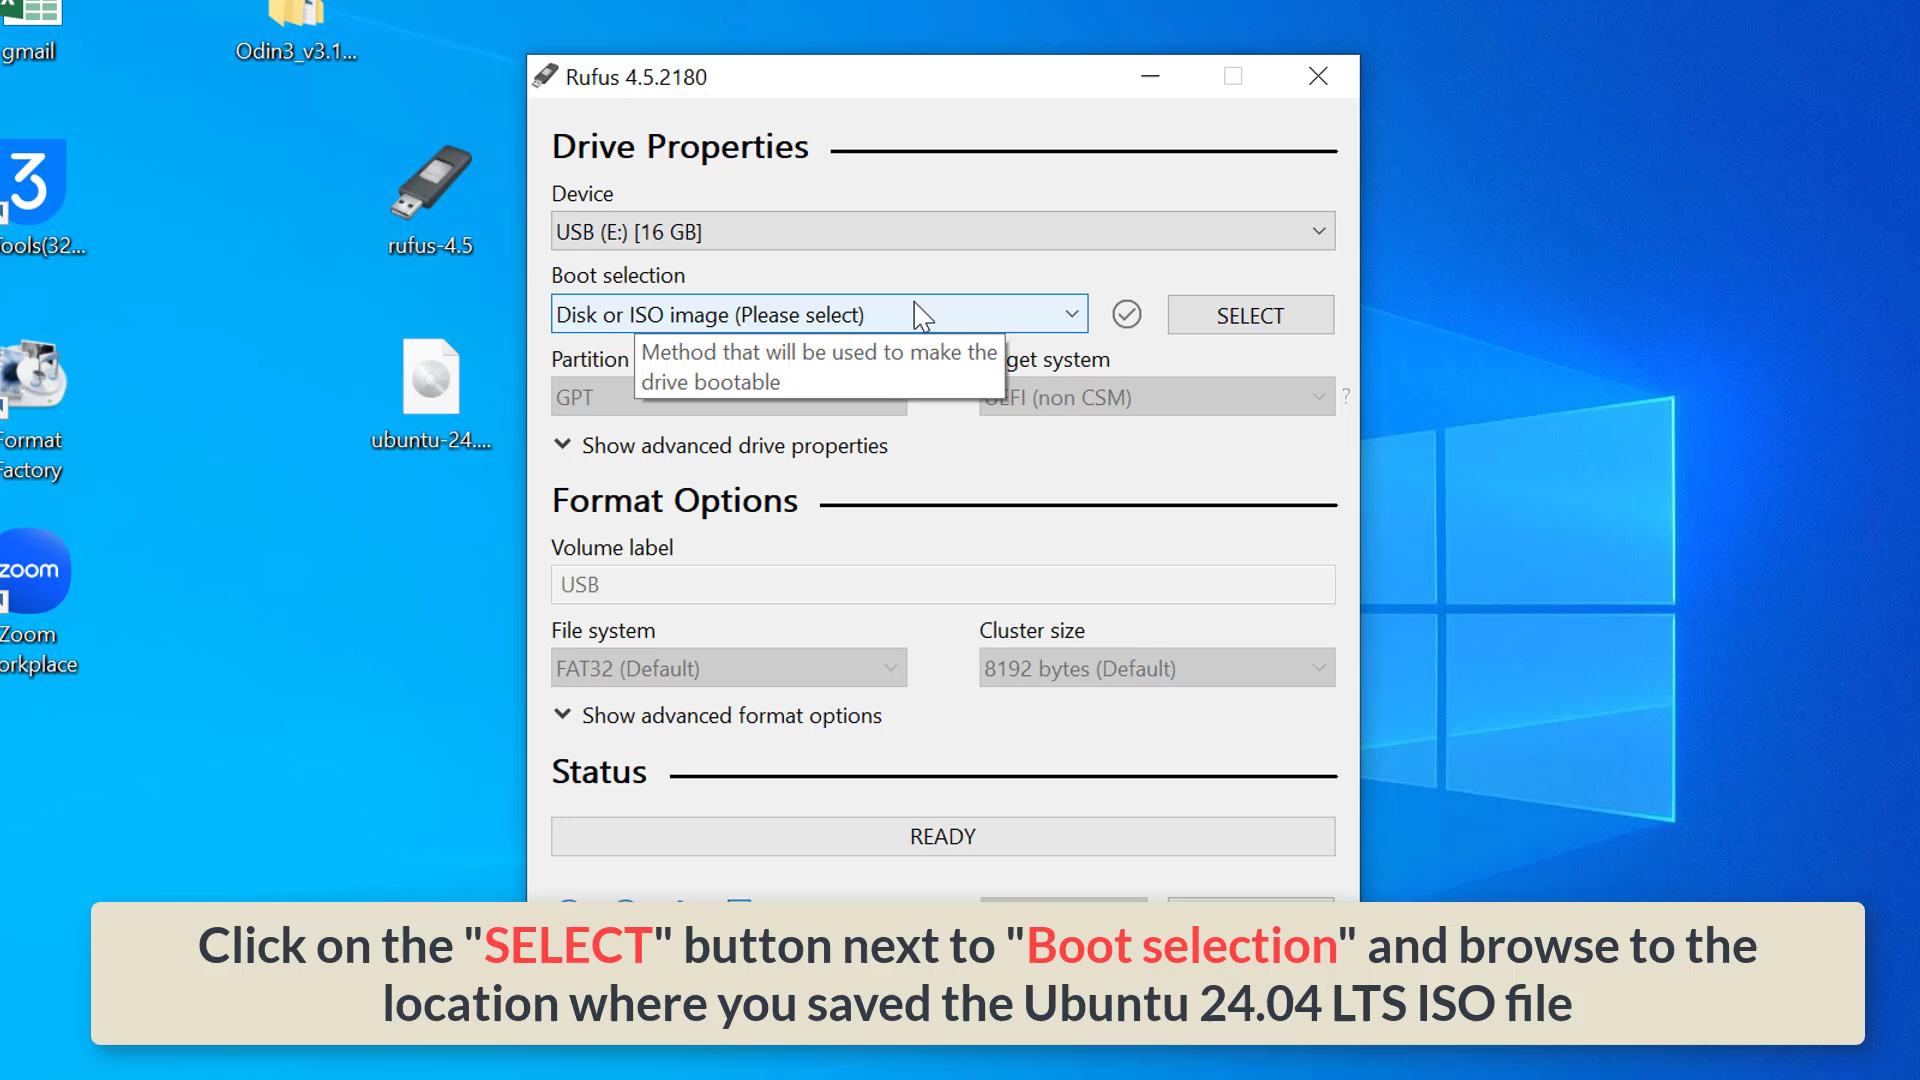 gmail
Odin3_v3.1...
Rufus 4.5.2180
Drive Properties
Device
USB (E:) [16 GB]
Boot selection
Disk or ISO image (Please select)
SELECT
Method that will be used to make the
drive bootable
Partition
get system
GPT
UEFI (non CSM)
?
Show advanced drive properties
Format Options
Volume label
USB
File system
Cluster size
FAT32 (Default)
8192 bytes (Default)
Show advanced format options
Status
READY
3
ools(32...
rufus-4.5
Format
Factory
ubuntu-24....
zoom
Zoom
orkplace
Click on the "SELECT" button next to "Boot selection" and browse to the
location where you saved the Ubuntu 24.04 LTS ISO file